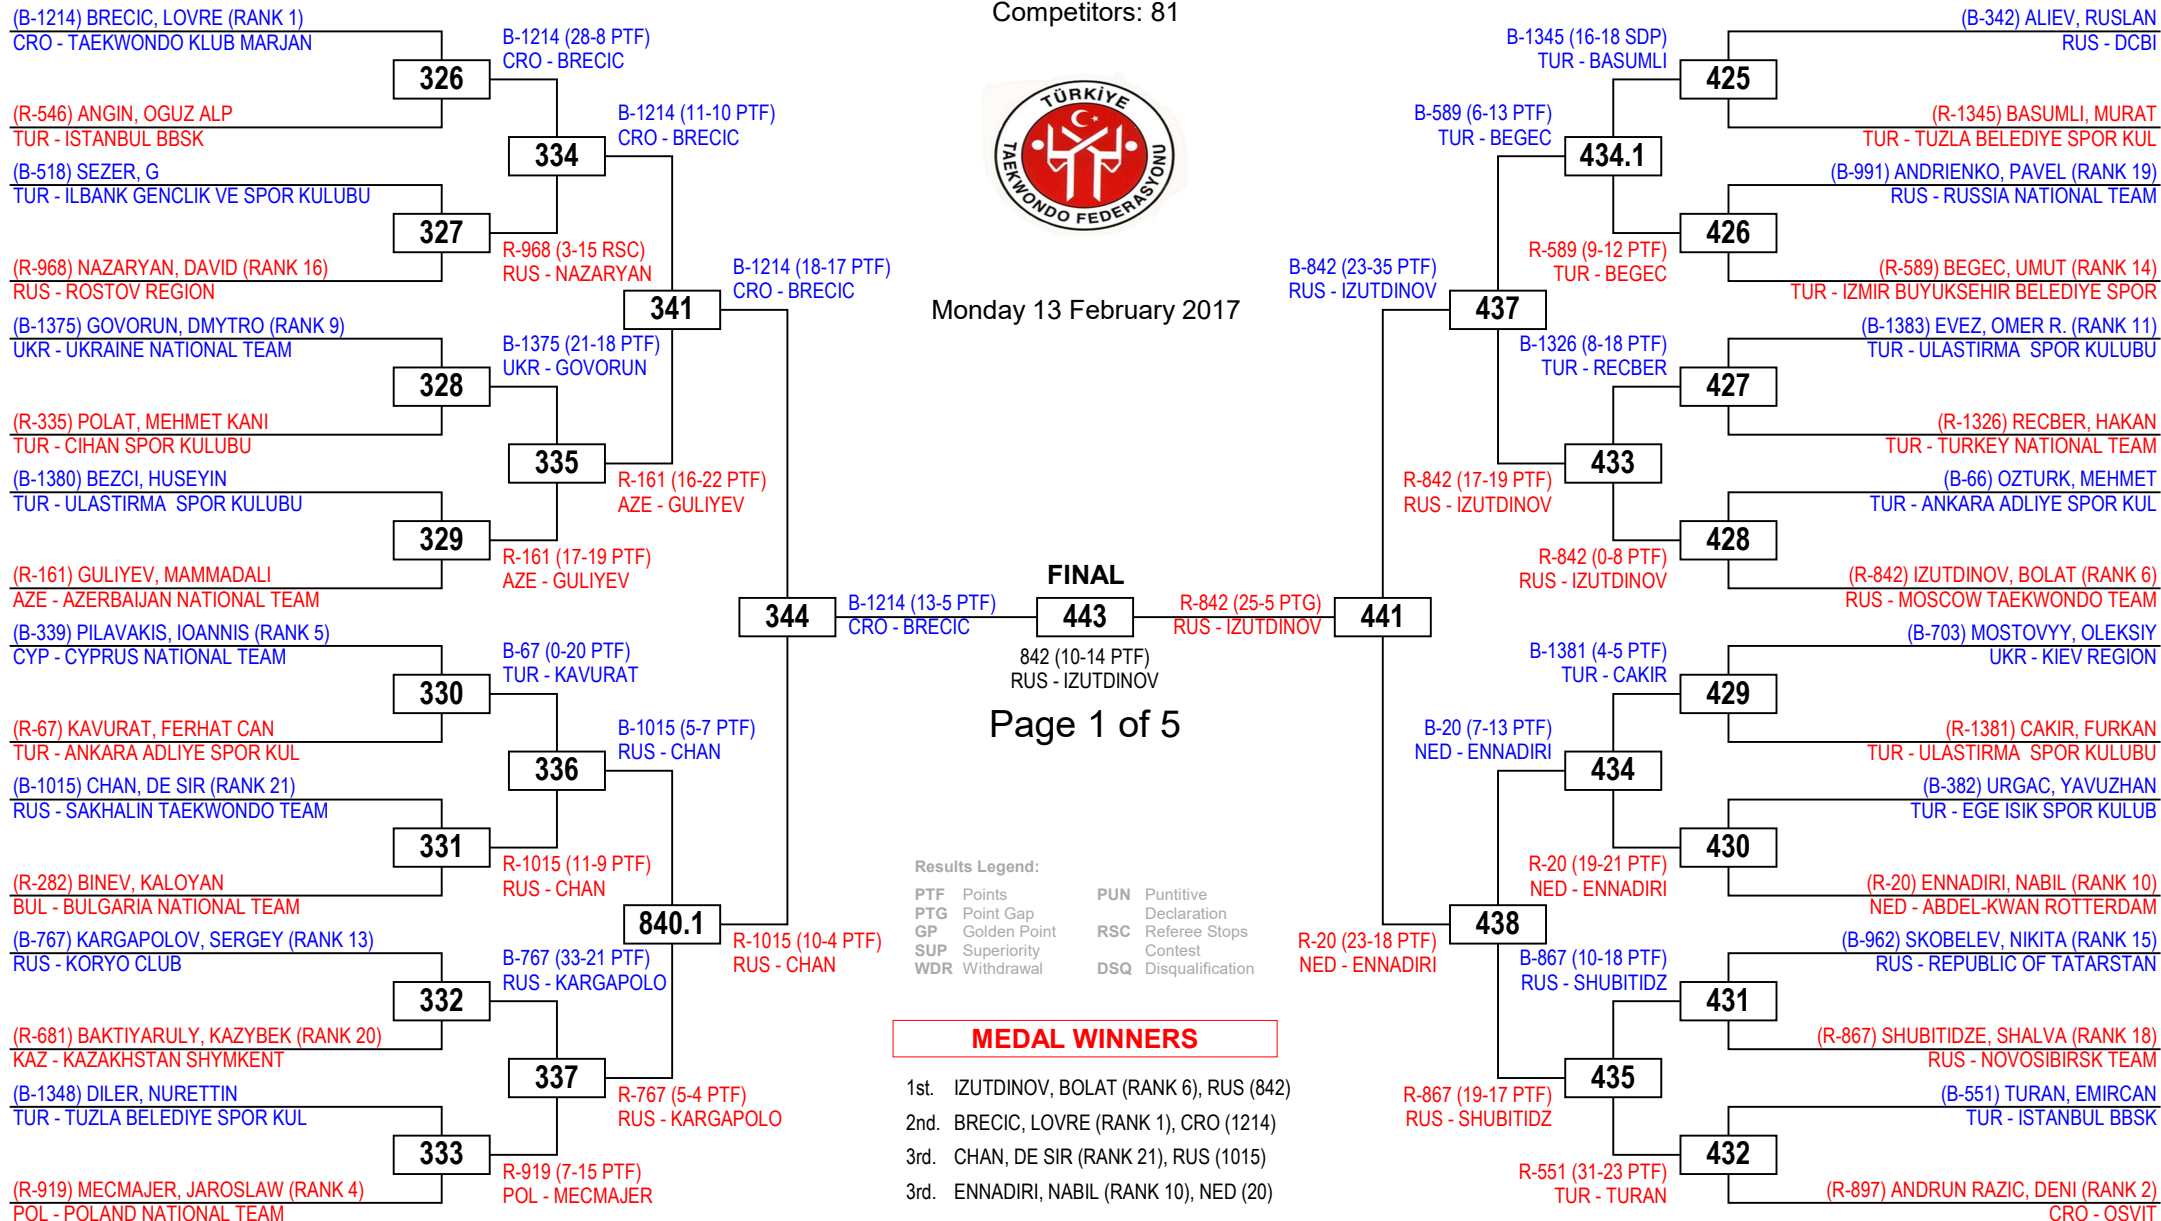 Competitors: 81
TÜRKİYE
TAEKWONDO FEDERASYONU
Monday 13 February 2017
(B-1214) BRECIC, LOVRE (RANK 1)
CRO - TAEKWONDO KLUB MARJAN
326
(R-546) ANGIN, OGUZ ALP
TUR - ISTANBUL BBSK
(B-518) SEZER, G
TUR - ILBANK GENCLIK VE SPOR KULUBU
327
(R-968) NAZARYAN, DAVID (RANK 16)
RUS - ROSTOV REGION
(B-1375) GOVORUN, DMYTRO (RANK 9)
UKR - UKRAINE NATIONAL TEAM
328
(R-335) POLAT, MEHMET KANI
TUR - CIHAN SPOR KULUBU
(B-1380) BEZCI, HUSEYIN
TUR - ULASTIRMA  SPOR KULUBU
329
(R-161) GULIYEV, MAMMADALI
AZE - AZERBAIJAN NATIONAL TEAM
(B-339) PILAVAKIS, IOANNIS (RANK 5)
CYP - CYPRUS NATIONAL TEAM
330
(R-67) KAVURAT, FERHAT CAN
TUR - ANKARA ADLIYE SPOR KUL
(B-1015) CHAN, DE SIR (RANK 21)
RUS - SAKHALIN TAEKWONDO TEAM
331
(R-282) BINEV, KALOYAN
BUL - BULGARIA NATIONAL TEAM
(B-767) KARGAPOLOV, SERGEY (RANK 13)
RUS - KORYO CLUB
332
(R-681) BAKTIYARULY, KAZYBEK (RANK 20)
KAZ - KAZAKHSTAN SHYMKENT
(B-1348) DILER, NURETTIN
TUR - TUZLA BELEDIYE SPOR KUL
333
(R-919) MECMAJER, JAROSLAW (RANK 4)
POL - POLAND NATIONAL TEAM
B-1214 (28-8 PTF)
CRO - BRECIC
334
R-968 (3-15 RSC)
RUS - NAZARYAN
B-1375 (21-18 PTF)
UKR - GOVORUN
335
R-161 (17-19 PTF)
AZE - GULIYEV
B-67 (0-20 PTF)
TUR - KAVURAT
336
R-1015 (11-9 PTF)
RUS - CHAN
B-767 (33-21 PTF)
RUS - KARGAPOLO
337
R-919 (7-15 PTF)
POL - MECMAJER
B-1214 (11-10 PTF)
CRO - BRECIC
341
R-161 (16-22 PTF)
AZE - GULIYEV
B-1015 (5-7 PTF)
RUS - CHAN
840.1
R-767 (5-4 PTF)
RUS - KARGAPOLO
B-1214 (18-17 PTF)
CRO - BRECIC
344
R-1015 (10-4 PTF)
RUS - CHAN
B-1214 (13-5 PTF)
CRO - BRECIC
FINAL
443
842 (10-14 PTF)
RUS - IZUTDINOV
Page 1 of 5
R-842 (25-5 PTG)
RUS - IZUTDINOV
B-842 (23-35 PTF)
RUS - IZUTDINOV
441
R-20 (23-18 PTF)
NED - ENNADIRI
B-589 (6-13 PTF)
TUR - BEGEC
437
R-842 (17-19 PTF)
RUS - IZUTDINOV
B-20 (7-13 PTF)
NED - ENNADIRI
438
R-867 (19-17 PTF)
RUS - SHUBITIDZ
B-1345 (16-18 SDP)
TUR - BASUMLI
434.1
R-589 (9-12 PTF)
TUR - BEGEC
B-1326 (8-18 PTF)
TUR - RECBER
433
R-842 (0-8 PTF)
RUS - IZUTDINOV
B-1381 (4-5 PTF)
TUR - CAKIR
434
R-20 (19-21 PTF)
NED - ENNADIRI
B-867 (10-18 PTF)
RUS - SHUBITIDZ
435
R-551 (31-23 PTF)
TUR - TURAN
(B-342) ALIEV, RUSLAN
RUS - DCBI
425
(R-1345) BASUMLI, MURAT
TUR - TUZLA BELEDIYE SPOR KUL
(B-991) ANDRIENKO, PAVEL (RANK 19)
RUS - RUSSIA NATIONAL TEAM
426
(R-589) BEGEC, UMUT (RANK 14)
TUR - IZMIR BUYUKSEHIR BELEDIYE SPOR
(B-1383) EVEZ, OMER R. (RANK 11)
TUR - ULASTIRMA  SPOR KULUBU
427
(R-1326) RECBER, HAKAN
TUR - TURKEY NATIONAL TEAM
(B-66) OZTURK, MEHMET
TUR - ANKARA ADLIYE SPOR KUL
428
(R-842) IZUTDINOV, BOLAT (RANK 6)
RUS - MOSCOW TAEKWONDO TEAM
(B-703) MOSTOVYY, OLEKSIY
UKR - KIEV REGION
429
(R-1381) CAKIR, FURKAN
TUR - ULASTIRMA  SPOR KULUBU
(B-382) URGAC, YAVUZHAN
TUR - EGE ISIK SPOR KULUB
430
(R-20) ENNADIRI, NABIL (RANK 10)
NED - ABDEL-KWAN ROTTERDAM
(B-962) SKOBELEV, NIKITA (RANK 15)
RUS - REPUBLIC OF TATARSTAN
431
(R-867) SHUBITIDZE, SHALVA (RANK 18)
RUS - NOVOSIBIRSK TEAM
(B-551) TURAN, EMIRCAN
TUR - ISTANBUL BBSK
432
(R-897) ANDRUN RAZIC, DENI (RANK 2)
CRO - OSVIT
Results Legend:
PTF Points
PTG Point Gap
GP Golden Point
SUP Superiority
WDR Withdrawal
PUN Puntitive
Declaration
RSC Referee Stops
Contest
DSQ Disqualification
MEDAL WINNERS
1st. IZUTDINOV, BOLAT (RANK 6), RUS (842)
2nd. BRECIC, LOVRE (RANK 1), CRO (1214)
3rd. CHAN, DE SIR (RANK 21), RUS (1015)
3rd. ENNADIRI, NABIL (RANK 10), NED (20)